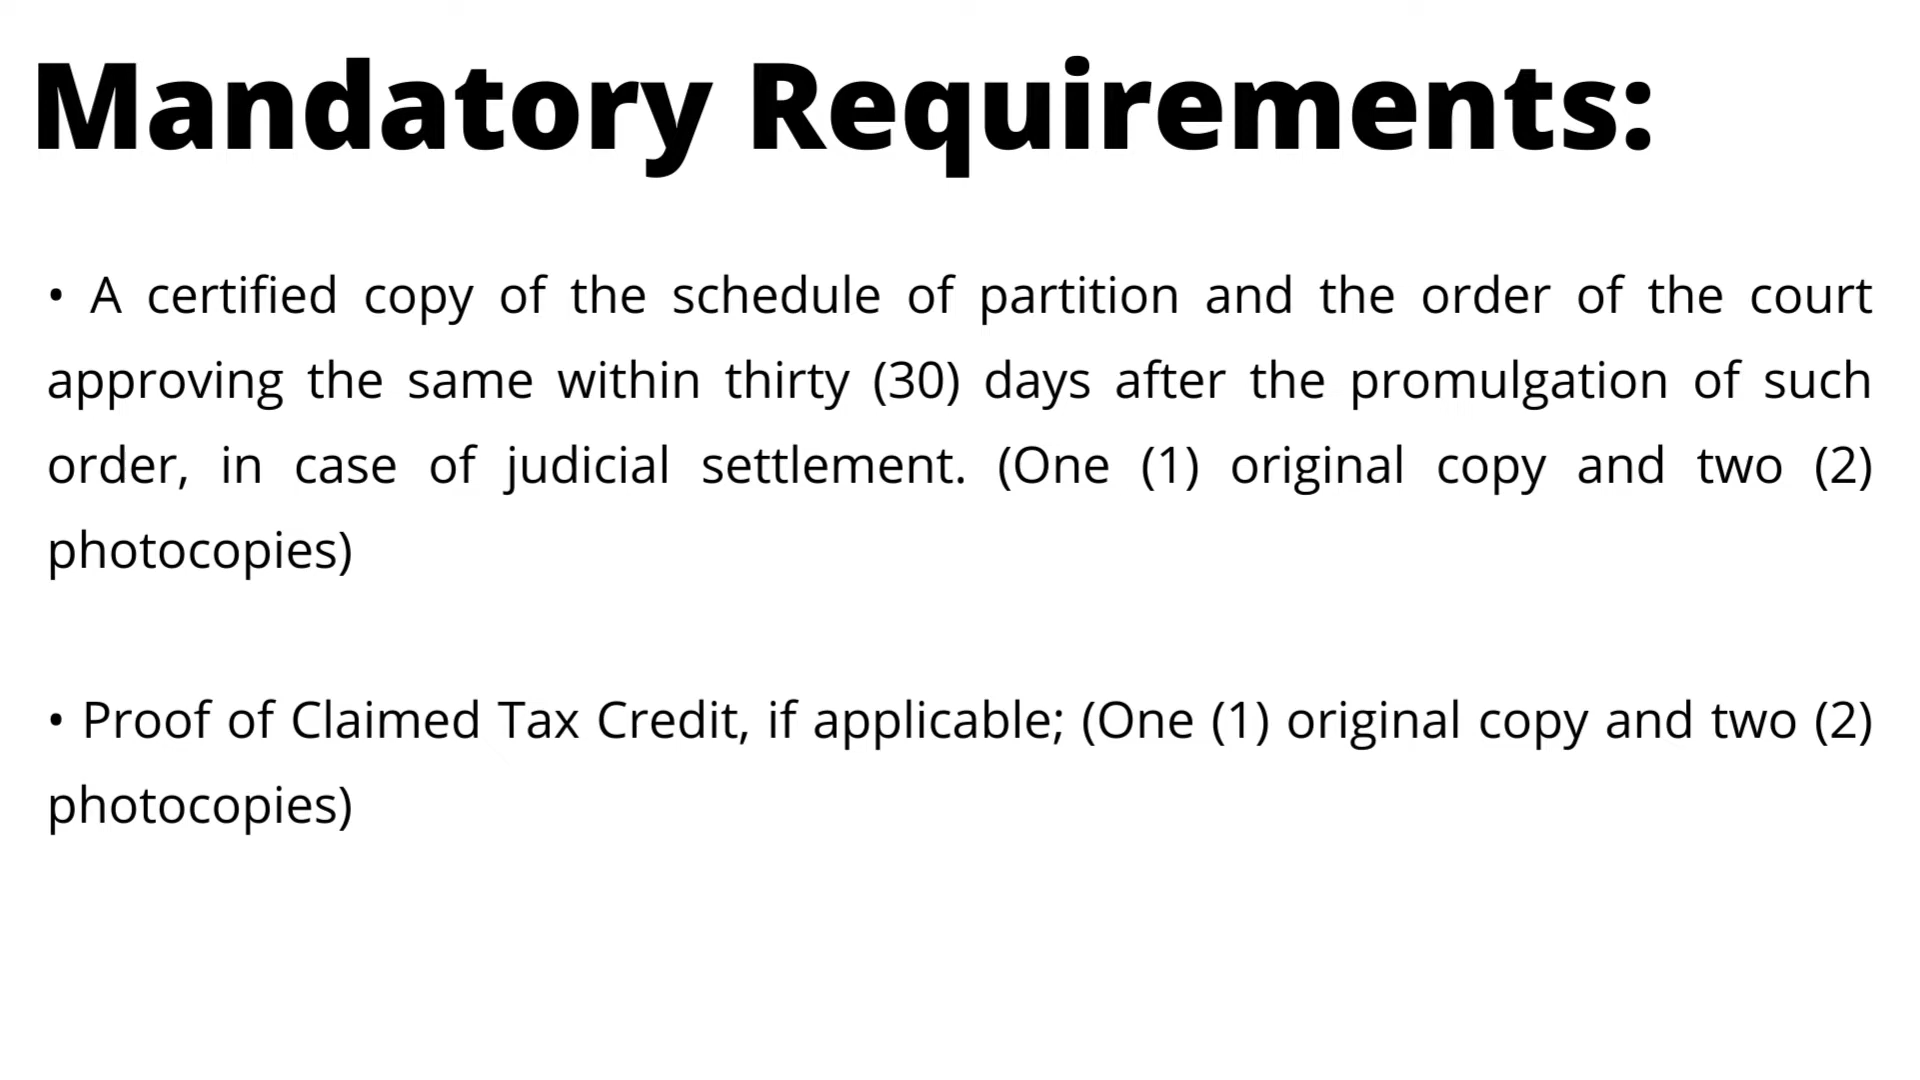 Mandatory Requirements:
• A certified copy of the schedule of partition and the order of the court
approving the same within thirty (30) days after the promulgation of such
order, in case of judicial settlement. (One (1) original copy and two (2)
photocopies)
• Proof of Claimed Tax Credit, if applicable; (One (1) original copy and two (2)
photocopies)